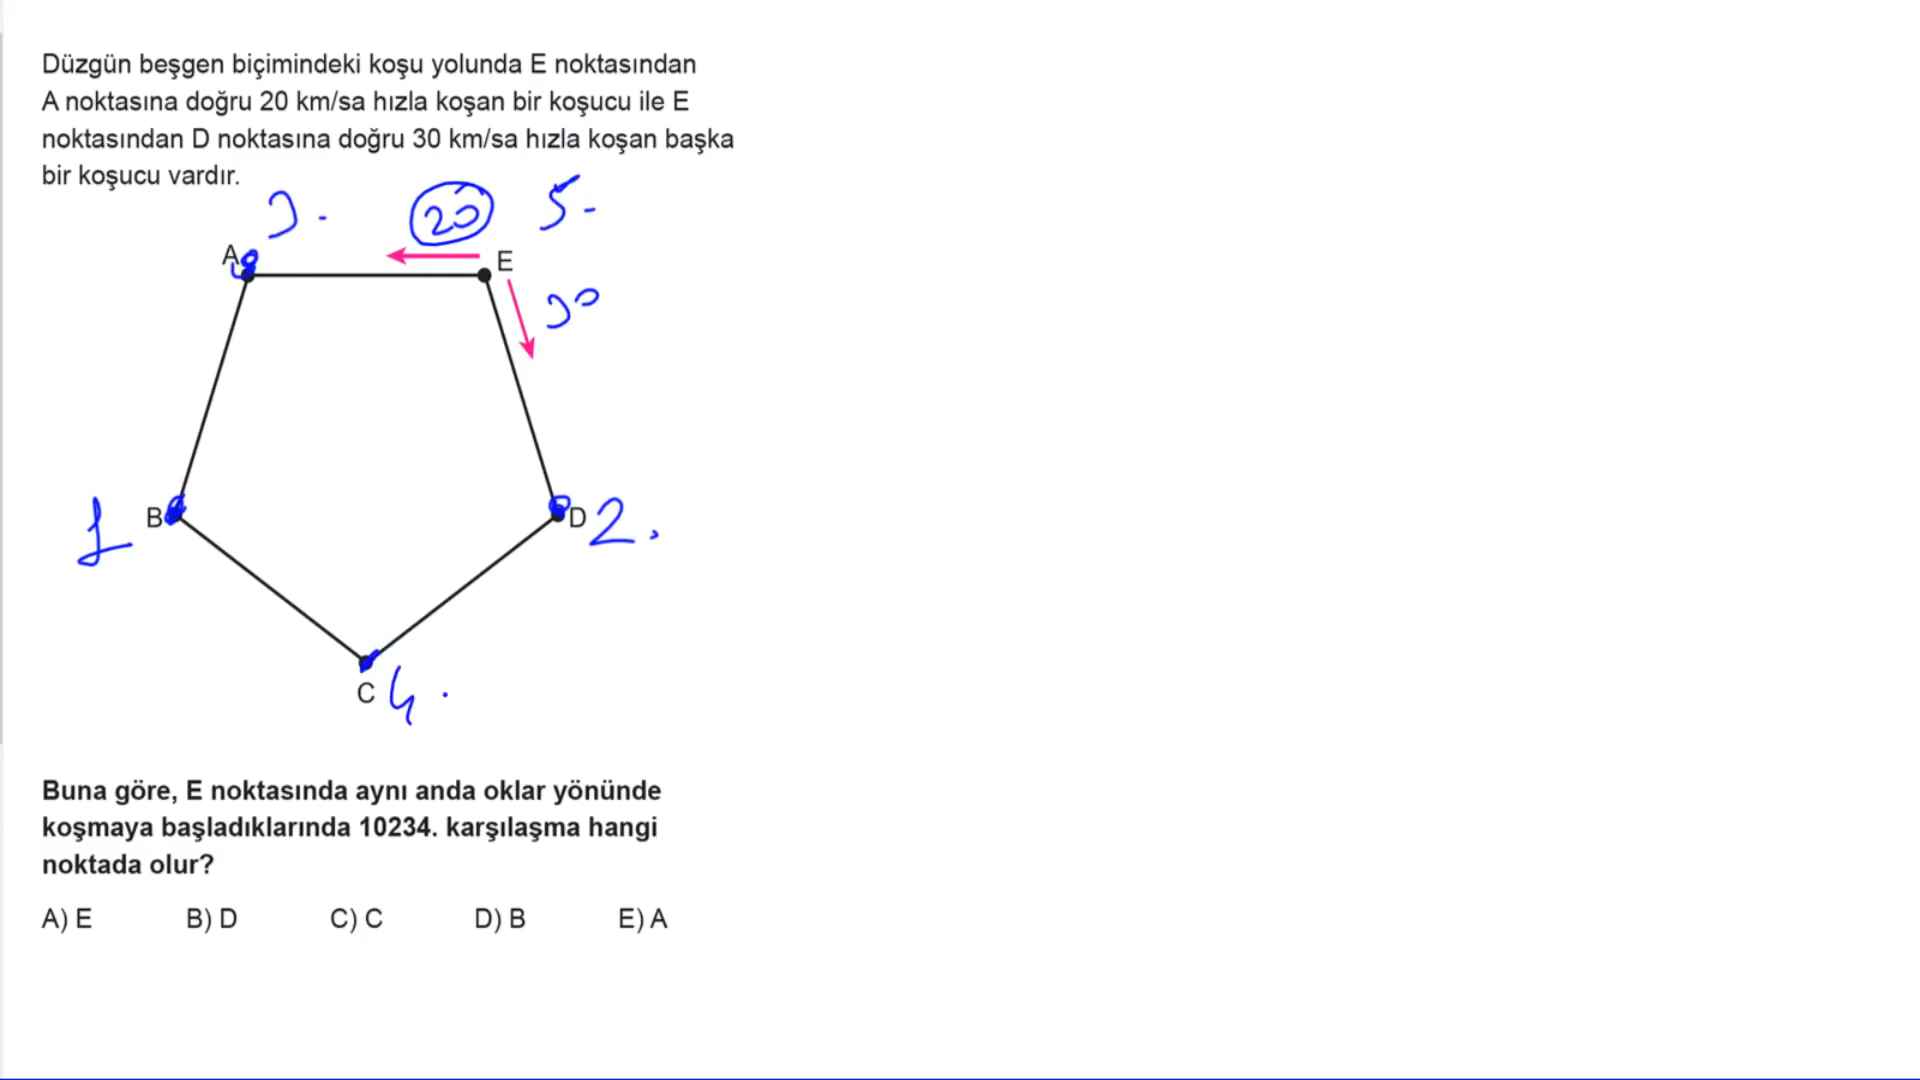 Düzgün beşgen biçimindeki koşu yolunda E noktasından
A noktasına doğru 20 km/sa hızla koşan bir koşucu ile E
noktasından D noktasına doğru 30 km/sa hızla koşan başka
bir koşucu vardır.
3.
20
5.
A
E
30
1
B
D
2.
C
4.
Buna göre, E noktasında aynı anda oklar yönünde
koşmaya başladıklarında 10234. karşılaşma hangi
noktada olur?
A) E B) D C) C D) B E) A